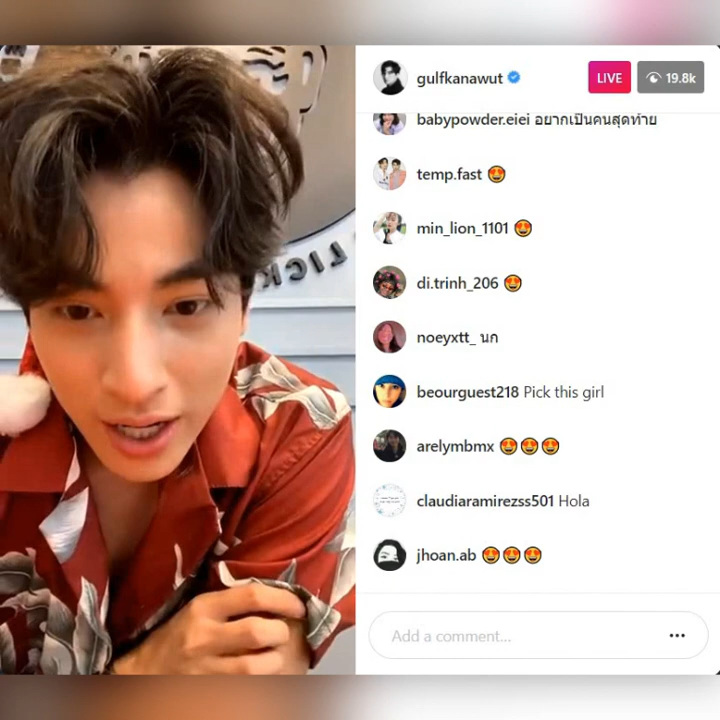 gulfkanawut
LIVE
19.8k
babypowder.eiei อยากเป็นคนสุดท้าย
temp.fast 😍
min_lion_1101 😍
di.trinh_206 😍
noeyxtt_ นก
beourguest218 Pick this girl
arelymbmx 😍😍😍
claudiaramirezss501 Hola
jhoan.ab 😍😍😍
Add a comment...